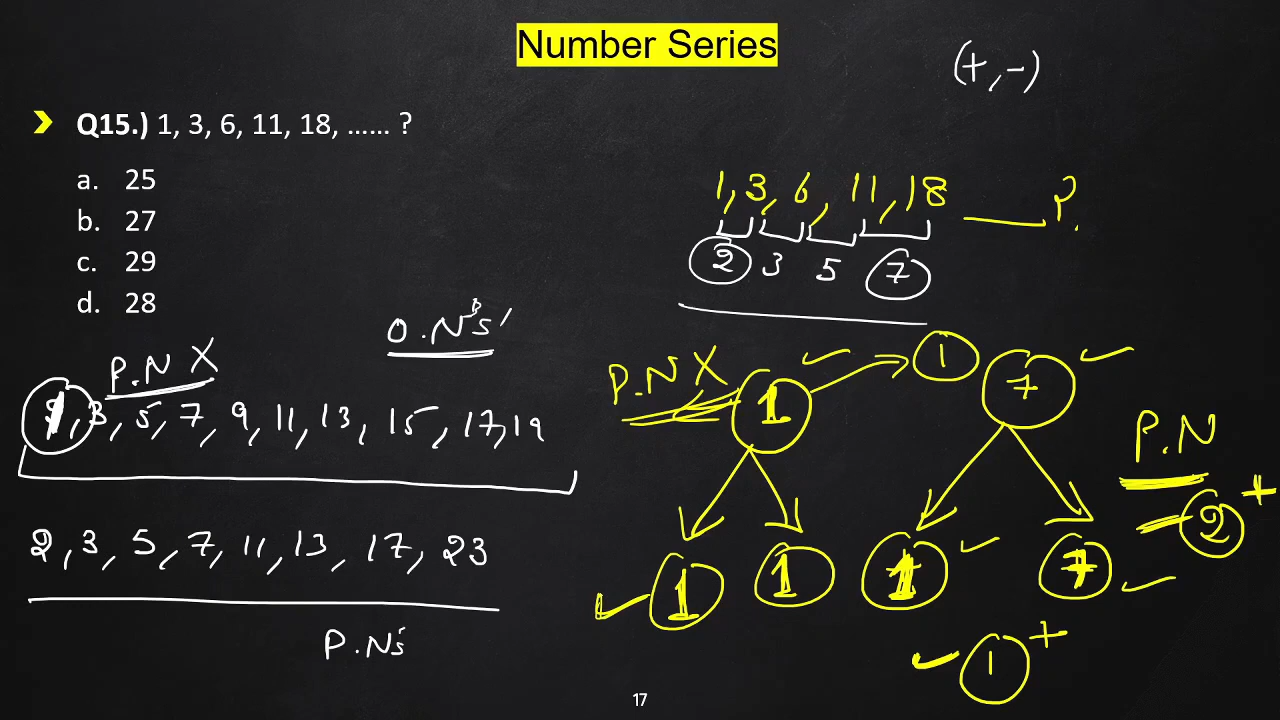 Number Series
(+, -)
Q15.) 1, 3, 6, 11, 18, ...... ?
a. 25
b. 27
c. 29
d. 28
1, 3, 6, 11, 18 ___ ?
2 3 5 7
O.N's'
P.N X
1, 3, 5, 7, 9, 11, 13, 15, 17, 19
2, 3, 5, 7, 11, 13, 17, 23
P.N's
P.N X 1 1 7
P.N
2+
1 1 1 7
1+
17